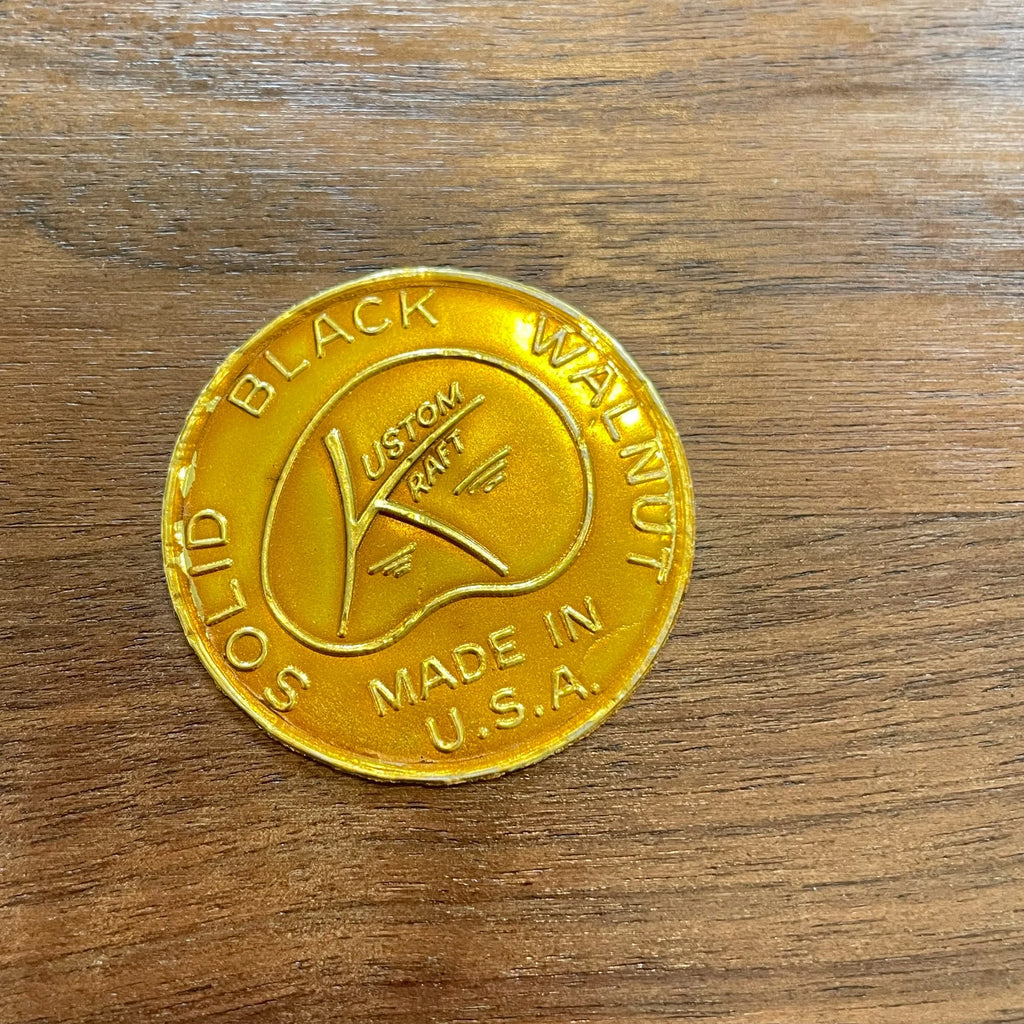 SOLID BLACK WALNUT
KUSTOM
KRAFT
MADE IN
U.S.A.